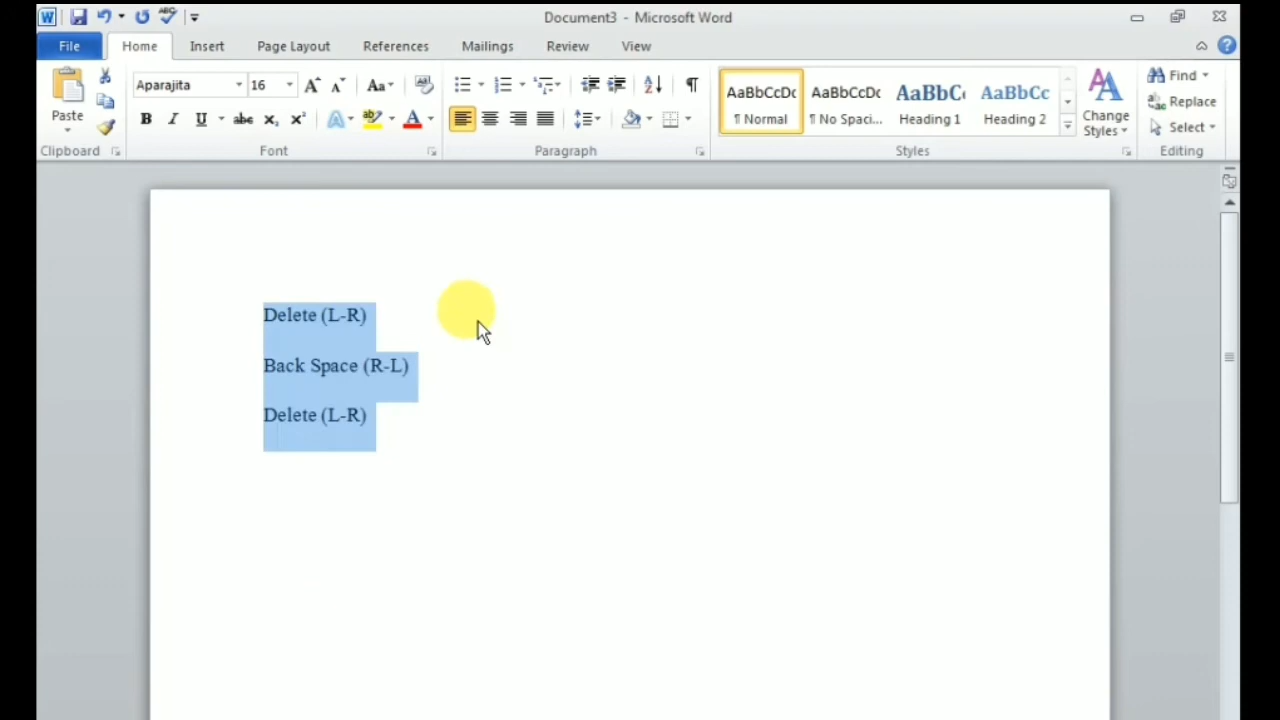 Document3 - Microsoft Word
File Home Insert Page Layout References Mailings Review View
Aparajita 16
AaBbCcDc AaBbCcDc AaBbC AaBbCc
Paste
¶ Normal ¶ No Spaci... Heading 1 Heading 2
Change Styles
Find
Replace
Select
Clipboard Font Paragraph Styles Editing
Delete (L-R)
Back Space (R-L)
Delete (L-R)